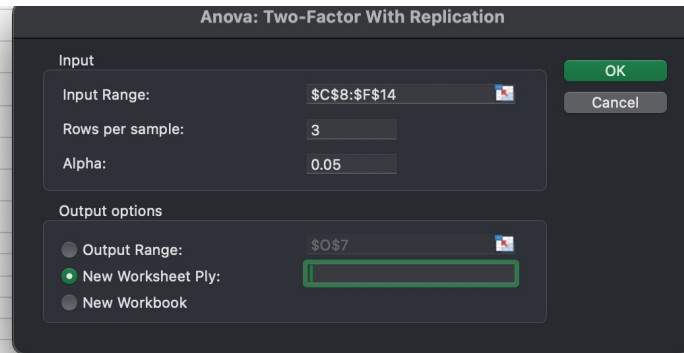 Anova: Two-Factor With Replication
Input
OK
Input Range: $C$8:$F$14
Cancel
Rows per sample: 3
Alpha: 0.05
Output options
Output Range: $O$7
New Worksheet Ply:
New Workbook